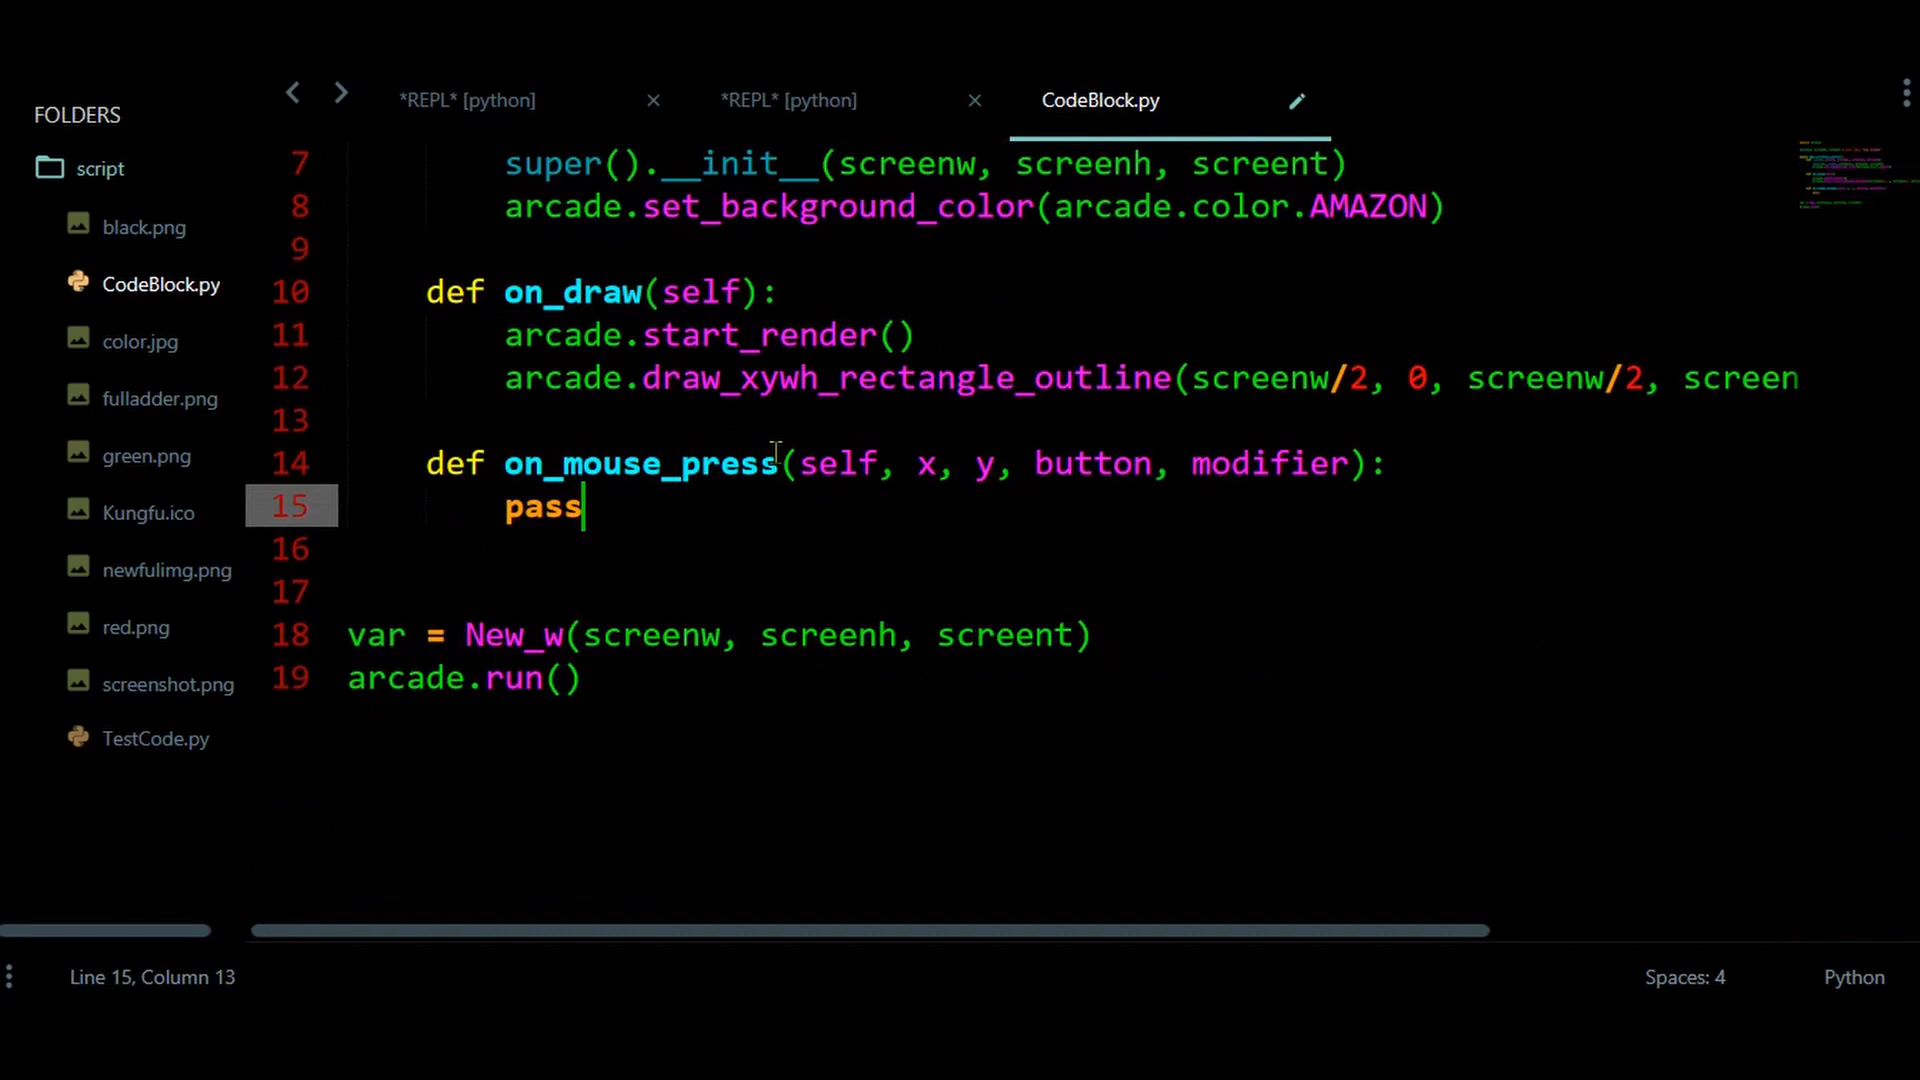 FOLDERS
script
black.png
CodeBlock.py
color.jpg
fulladder.png
green.png
Kungfu.ico
newfulimg.png
red.png
screenshot.png
TestCode.py
*REPL* [python]
*REPL* [python]
CodeBlock.py
7 super().__init__(screenw, screenh, screent)
8 arcade.set_background_color(arcade.color.AMAZON)
9
10 def on_draw(self):
11 arcade.start_render()
12 arcade.draw_xywh_rectangle_outline(screenw/2, 0, screenw/2, screen
13
14 def on_mouse_press(self, x, y, button, modifier):
15 pass
16
17
18 var = New_w(screenw, screenh, screent)
19 arcade.run()
Line 15, Column 13
Spaces: 4
Python